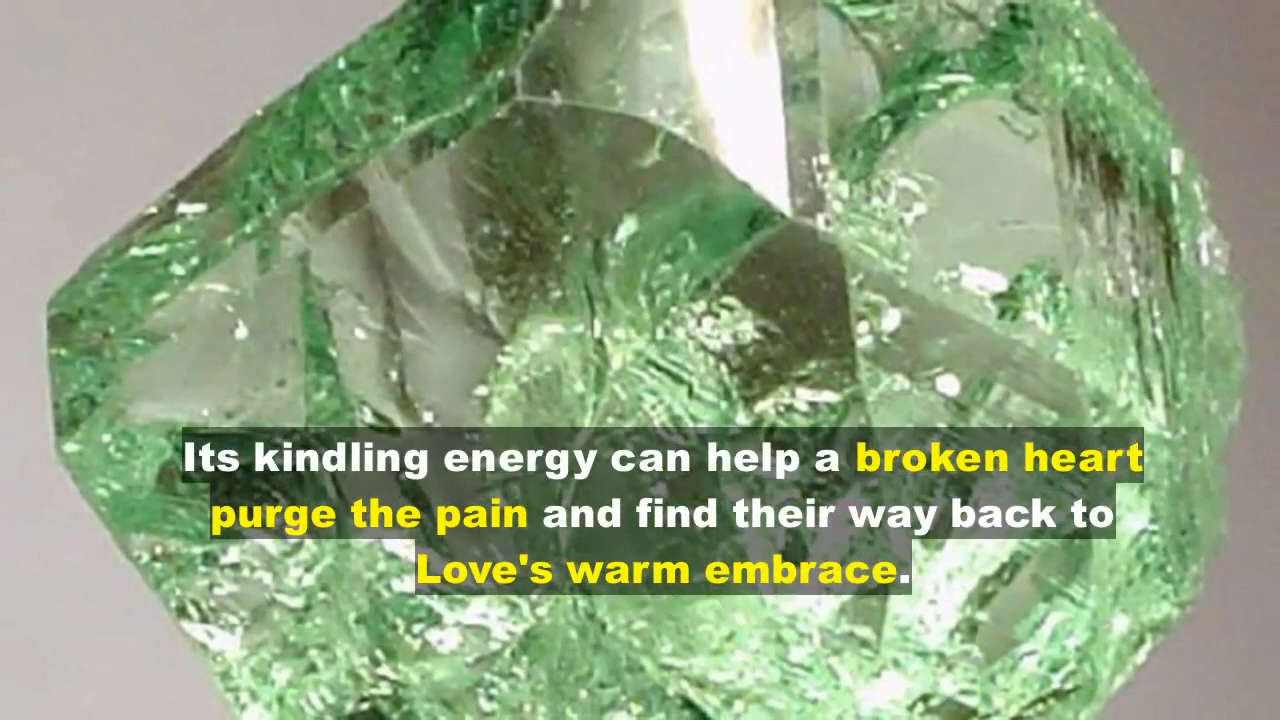 Its kindling energy can help a broken heart
purge the pain and find their way back to
Love's warm embrace.